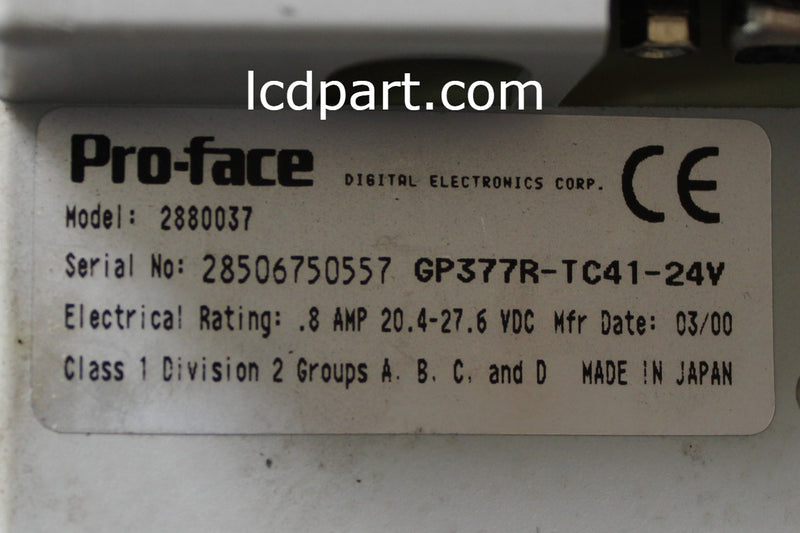 lcdpart.com
Pro-face DIGITAL ELECTRONICS CORP. CE
Model: 2880037
Serial No: 28506750557 GP377R-TC41-24V
Electrical Rating: .8 AMP 20.4-27.6 VDC Mfr Date: 03/00
Class 1 Division 2 Groups A. B. C. and D MADE IN JAPAN